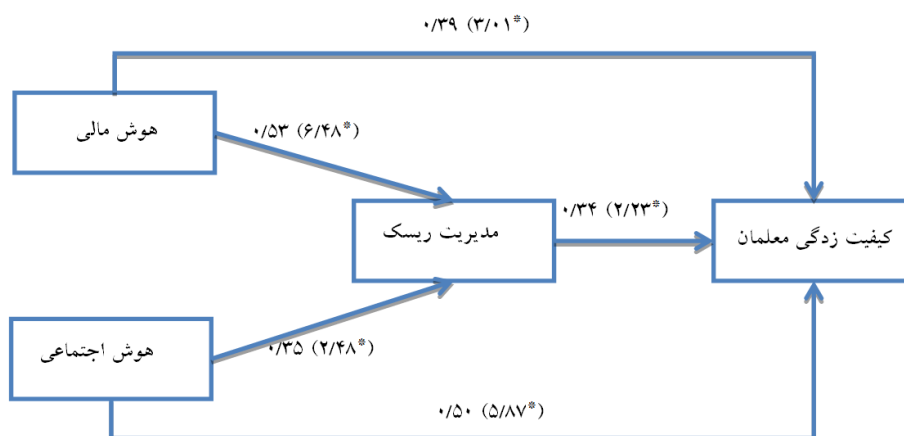 ۰/۳۹ (۳/۰۱*)
هوش مالی
۰/۵۳ (۶/۴۸*)
مدیریت ریسک
۰/۳۴ (۲/۲۳*)
کیفیت زدگی معلمان
هوش اجتماعی
۰/۳۵ (۲/۴۸*)
۰/۵۰ (۵/۸۷*)